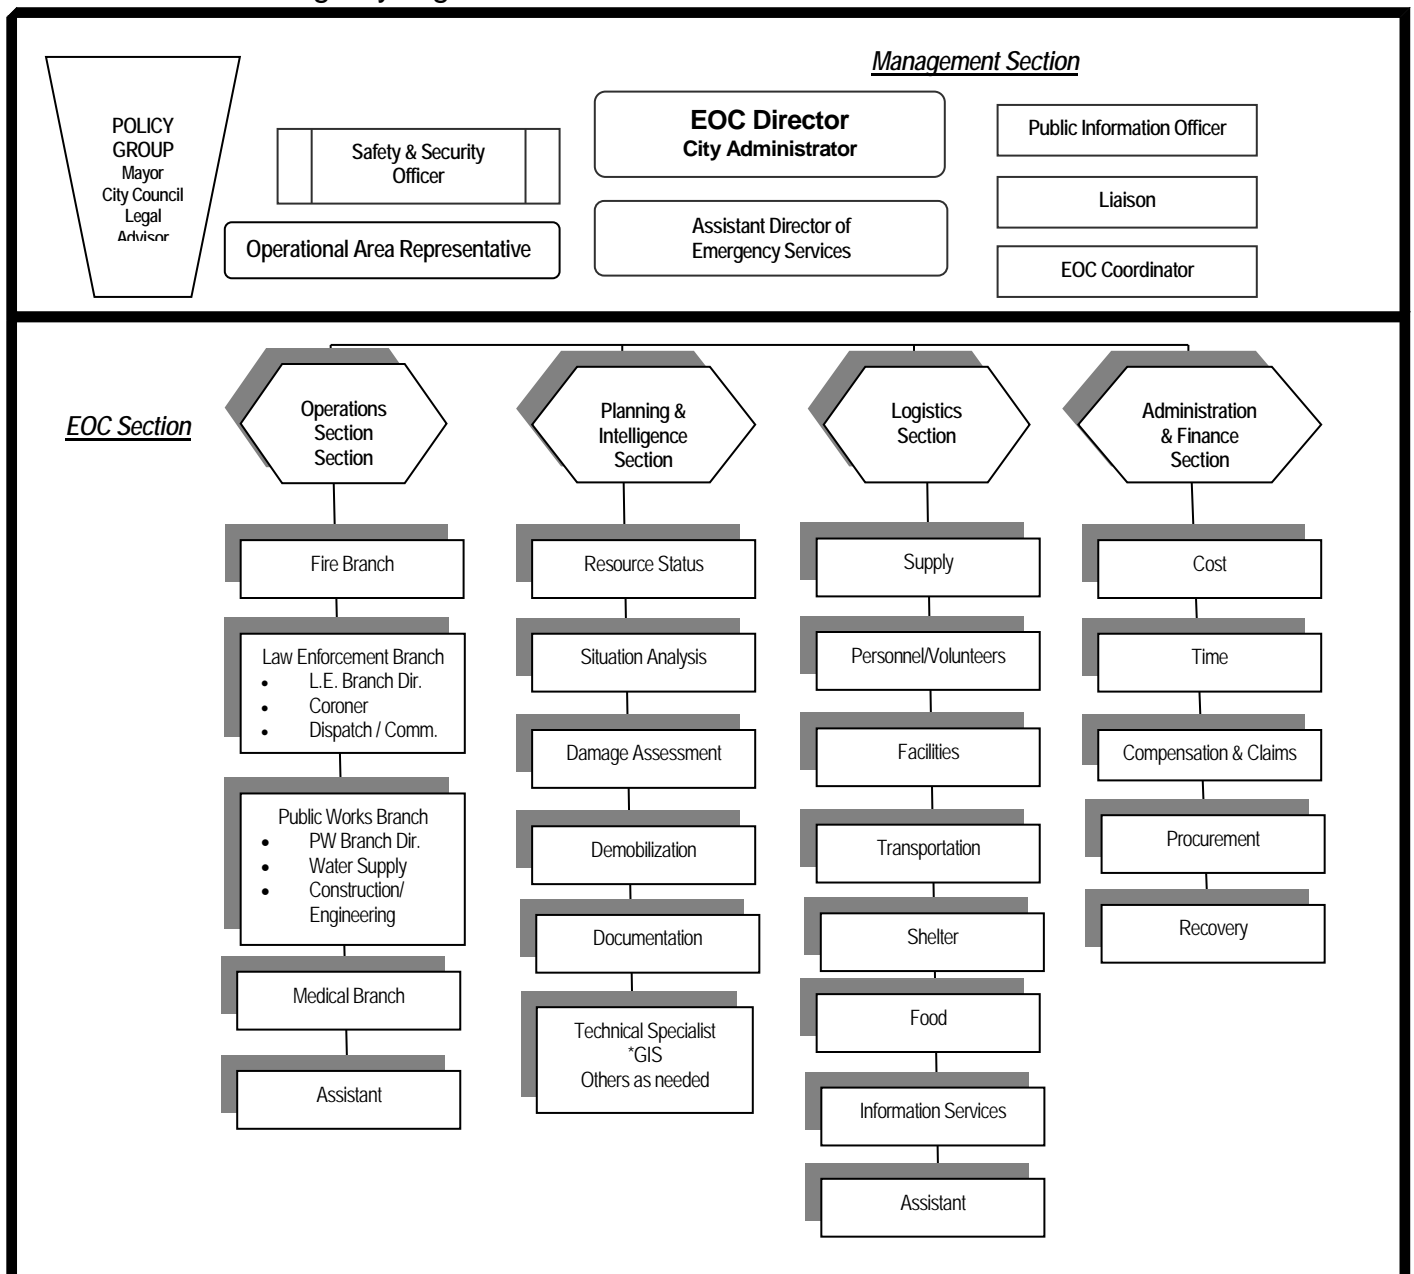 Management Section
POLICY
GROUP
Mayor
City Council
Legal
Advisor
Safety & Security
Officer
Operational Area Representative
EOC Director
City Administrator
Assistant Director of
Emergency Services
Public Information Officer
Liaison
EOC Coordinator
EOC Section
Operations
Section
Section
Fire Branch
Law Enforcement Branch
• L.E. Branch Dir.
• Coroner
• Dispatch / Comm.
Public Works Branch
• PW Branch Dir.
• Water Supply
• Construction/
Engineering
Medical Branch
Assistant
Planning &
Intelligence
Section
Resource Status
Situation Analysis
Damage Assessment
Demobilization
Documentation
Technical Specialist
*GIS
Others as needed
Logistics
Section
Supply
Personnel/Volunteers
Facilities
Transportation
Shelter
Food
Information Services
Assistant
Administration
& Finance
Section
Cost
Time
Compensation & Claims
Procurement
Recovery